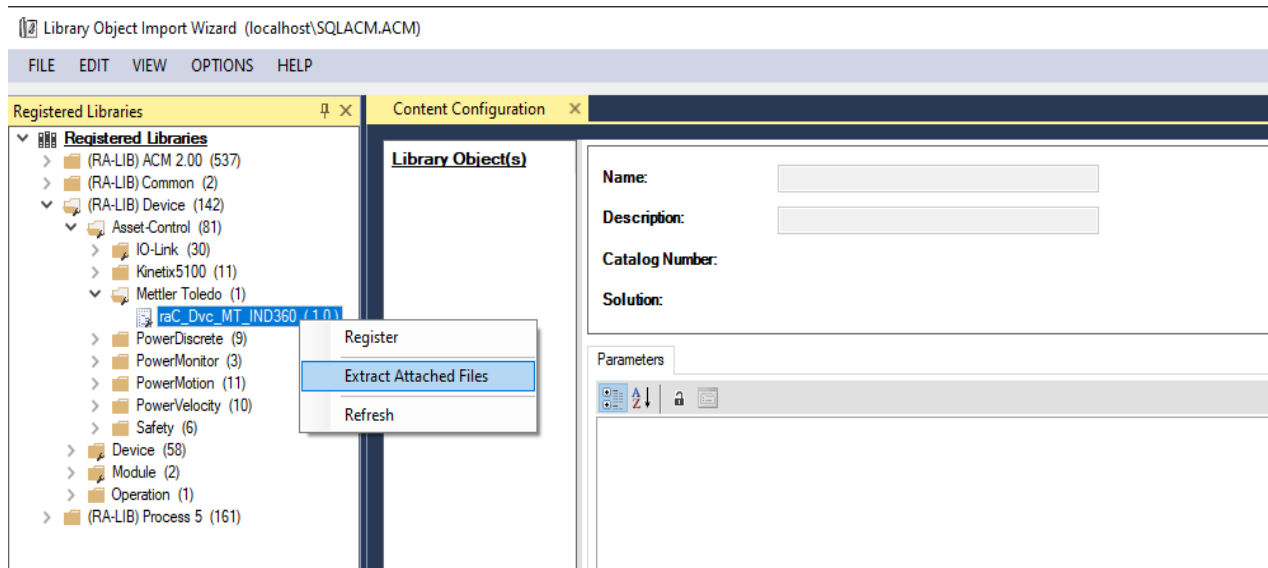 Library Object Import Wizard (localhost\SQLACM.ACM)
FILE EDIT VIEW OPTIONS HELP
Registered Libraries
Registered Libraries
(RA-LIB) ACM 2.00 (537)
(RA-LIB) Common (2)
(RA-LIB) Device (142)
Asset-Control (81)
IO-Link (30)
Kinetix5100 (11)
Mettler Toledo (1)
raC_Dvc_MT_IND360 (1.0)
PowerDiscrete (9)
PowerMonitor (3)
PowerMotion (11)
PowerVelocity (10)
Safety (6)
Device (58)
Module (2)
Operation (1)
(RA-LIB) Process 5 (161)
Register
Extract Attached Files
Refresh
Content Configuration
Library Object(s)
Name:
Description:
Catalog Number:
Solution:
Parameters